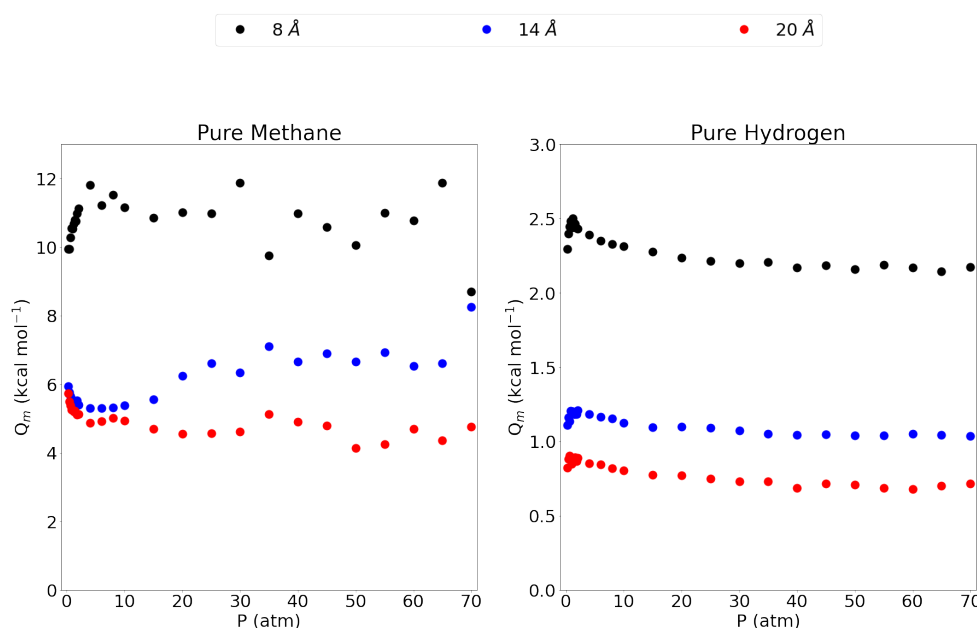 8 Å 14 Å 20 Å
Pure Methane
12
10
8
6
4
2
0
Q_m (kcal mol⁻¹)
0 10 20 30 40 50 60 70
P (atm)
Pure Hydrogen
3.0
2.5
2.0
1.5
1.0
0.5
0.0
Q_m (kcal mol⁻¹)
0 10 20 30 40 50 60 70
P (atm)